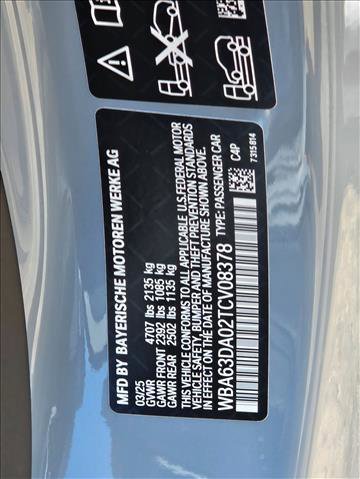 MFD BY BAYERISCHE MOTOREN WERKE AG
03/25
GVWR 4707 lbs 2135 kg
GAWR FRONT 2392 lbs 1085 kg
GAWR REAR 2502 lbs 1135 kg
THIS VEHICLE CONFORMS TO ALL APPLICABLE U.S. FEDERAL MOTOR
VEHICLE SAFETY, BUMPER AND THEFT PREVENTION STANDARDS
IN EFFECT ON THE DATE OF MANUFACTURE SHOWN ABOVE.
WBA63DA02TCV08378 TYPE: PASSENGER CAR
C4P
7315814